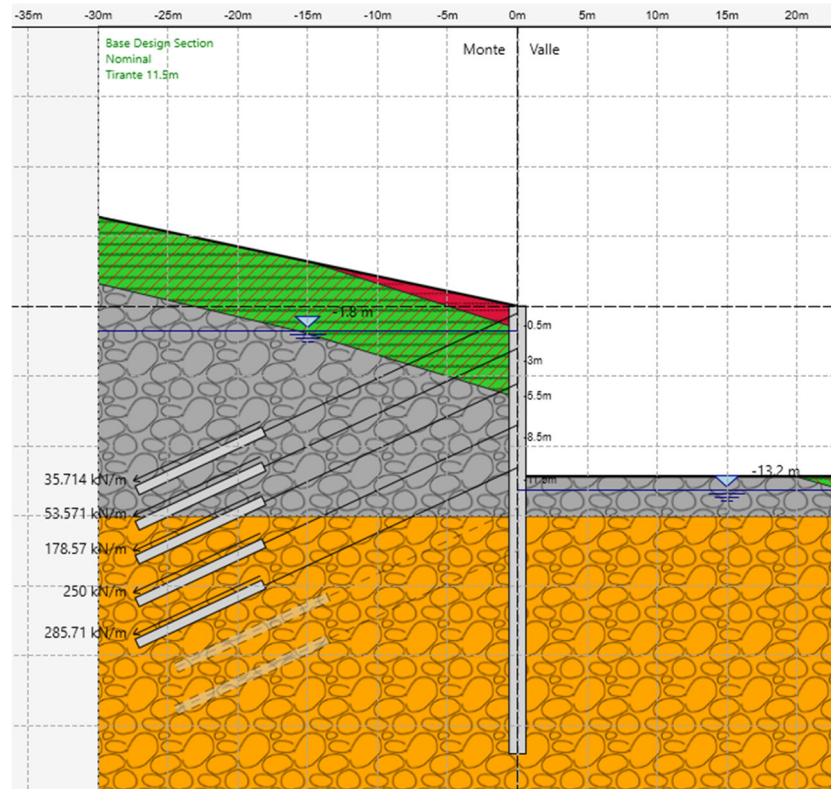 -35m -30m -25m -20m -15m -10m -5m 0m 5m 10m 15m 20m
Base Design Section
Nominal
Tirante 11.5m
Monte Valle
-1.8 m
-0.5m
-3m
-5.5m
-8.5m
-13.2 m
35.714 kN/m
53.571 kN/m
178.57 kN/m
250 kN/m
285.71 kN/m